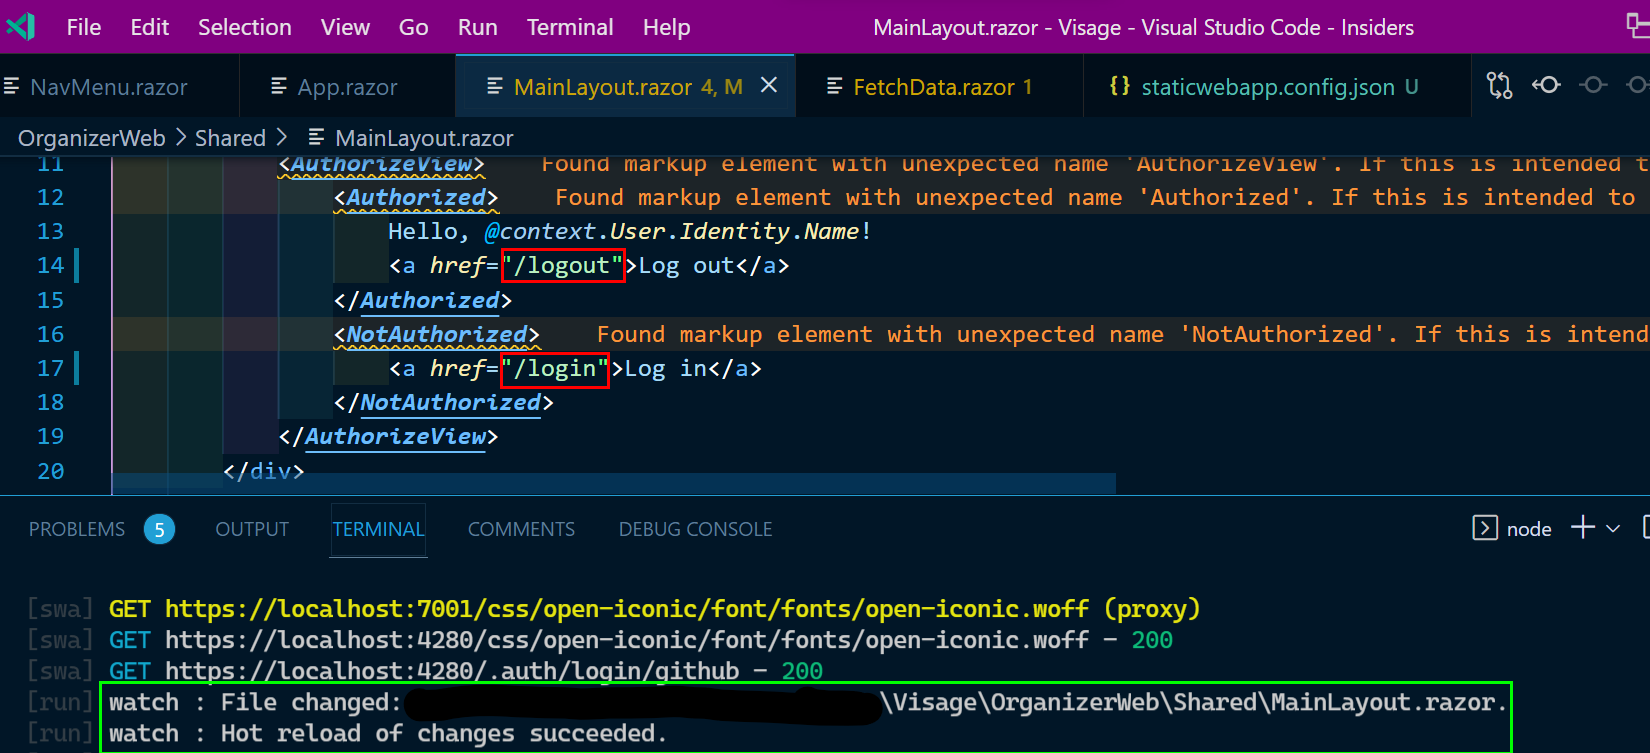 File Edit Selection View Go Run Terminal Help MainLayout.razor - Visage - Visual Studio Code - Insiders
NavMenu.razor App.razor MainLayout.razor 4, M FetchData.razor 1 {} staticwebapp.config.json U
OrganizerWeb > Shared > MainLayout.razor
11 <AuthorizeView> Found markup element with unexpected name 'AuthorizeView'. If this is intended t
12 <Authorized> Found markup element with unexpected name 'Authorized'. If this is intended to
13 Hello, @context.User.Identity.Name!
14 <a href="/logout">Log out</a>
15 </Authorized>
16 <NotAuthorized> Found markup element with unexpected name 'NotAuthorized'. If this is intend
17 <a href="/login">Log in</a>
18 </NotAuthorized>
19 </AuthorizeView>
20 </div>
PROBLEMS 5 OUTPUT TERMINAL COMMENTS DEBUG CONSOLE node
[swa] GET https://localhost:7001/css/open-iconic/font/fonts/open-iconic.woff (proxy)
[swa] GET https://localhost:4280/css/open-iconic/font/fonts/open-iconic.woff - 200
[swa] GET https://localhost:4280/.auth/login/github - 200
[run] watch : File changed: \Visage\OrganizerWeb\Shared\MainLayout.razor.
[run] watch : Hot reload of changes succeeded.